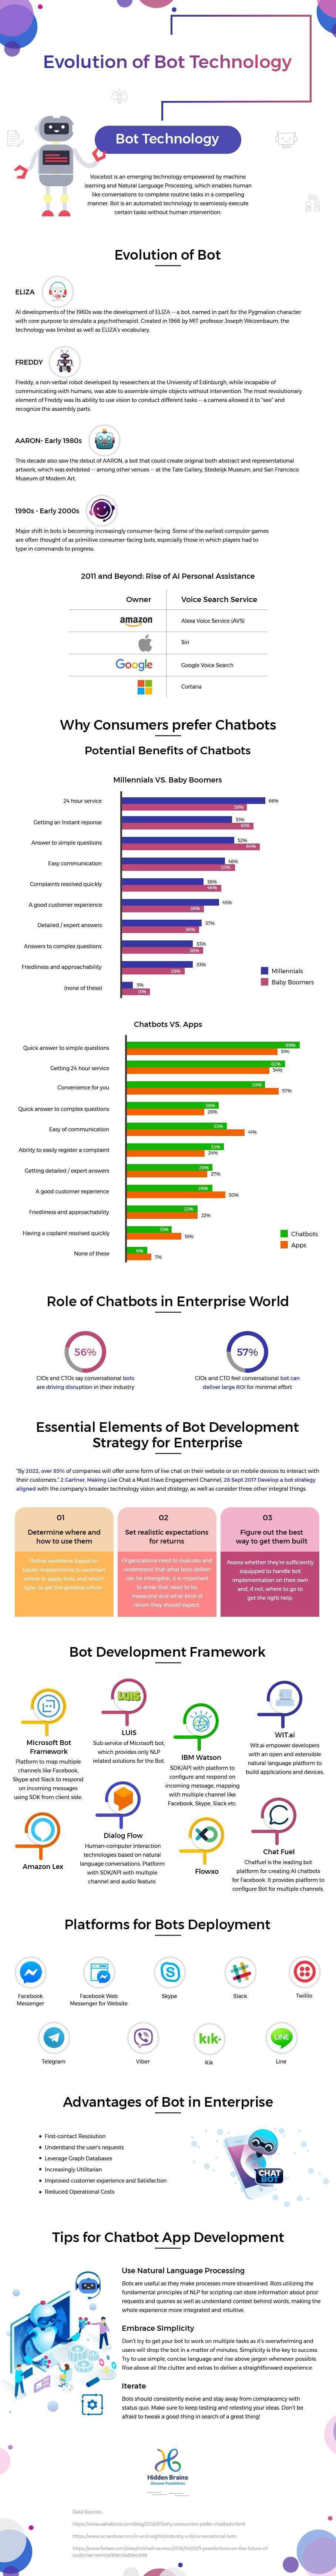 Evolution of Bot Technology
Bot Technology
Voicebot is an emerging technology empowered by machine
learning and Natural Language Processing, which enables human
like conversations to complete routine tasks in a compelling
manner. Bot is an automated technology to seamlessly execute
certain tasks without human intervention.
Evolution of Bot
ELIZA
AI developments of the 1960s was the development of ELIZA -- a bot, named in part for the Pygmalion character
with core purpose to simulate a psychotherapist. Created in 1966 by MIT professor Joseph Weizenbaum, the
technology was limited as well as ELIZA's vocabulary.
FREDDY
Freddy, a non-verbal robot developed by researchers at the University of Edinburgh, while incapable of
communicating with humans, was able to assemble simple objects without intervention. The most revolutionary
element of Freddy was its ability to use vision to conduct different tasks -- a camera allowed it to "see" and
recognize the assembly parts.
AARON- Early 1980s
This decade also saw the debut of AARON, a bot that could create original both abstract and representational
artwork, which was exhibited -- among other venues -- at the Tate Gallery, Stedelijk Museum, and San Francisco
Museum of Modern Art.
1990s - Early 2000s
Major shift in bots is becoming increasingly consumer-facing. Some of the earliest computer games
are often thought of as primitive consumer-facing bots, especially those in which players had to
type in commands to progress.
2011 and Beyond: Rise of AI Personal Assistance
Owner Voice Search Service
amazon Alexa Voice Service (AVS)
Siri
Google Google Voice Search
Cortana
Why Consumers prefer Chatbots
Potential Benefits of Chatbots
Millennials VS. Baby Boomers
24 hour service 66% 58%
Getting an Instant reponse 51% 61%
Answer to simple questions 52% 64%
Easy communication 48% 52%
Complaints resolved quickly 38% 46%
A good customer experience 45% 38%
Detailed / expert answers 37% 36%
Answers to complex questions 33% 38%
Friedliness and approachability 33% 29%
(none of these) 5% 15%
Millennials
Baby Boomers
Chatbots VS. Apps
Quick answer to simple questions 69% 51%
Getting 24 hour service 62% 54%
Convenience for you 53% 57%
Quick answer to complex questions 38% 28%
Easy of communication 35% 41%
Ability to easily register a complaint 33% 24%
Getting detailed / expert answers 28% 27%
A good customer experience 28% 30%
Friedliness and approachability 22% 22%
Having a coplaint resolved quickly 15% 18%
None of these 6% 7%
Chatbots
Apps
Role of Chatbots in Enterprise World
56%
CIOs and CTOs say conversational bots
are driving disruption in their industry
57%
CIOs and CTO feel conversational bot can
deliver large ROI for minimal effort
Essential Elements of Bot Development
Strategy for Enterprise
"By 2022, over 85% of companies will offer some form of live chat on their website or on mobile devices to interact with
their customers." 2 Gartner, Making Live Chat a Must-Have Engagement Channel, 28 Sept 2017 Develop a bot strategy
aligned with the company's broader technology vision and strategy, as well as consider three other integral things.
01
Determine where and
how to use them
Define workforce based on
future requirements to ascertain
where to apply bots, and which
type, to get the greatest return.
02
Set realistic expectations
for returns
Organizations need to evaluate and
understand that what bots deliver
can be intangible. It is important
to areas that need to be
measured and what kind of
return they should expect.
03
Figure out the best
way to get them built
Assess whether they're sufficiently
equipped to handle bot
implementation on their own
and, if not, where to go to
get the right help.
Bot Development Framework
Microsoft Bot
Framework
Platform to map multiple
channels like Facebook,
Skype and Slack to respond
on incoming messages
using SDK from client side.
LUIS
LUIS
Sub service of Microsoft bot,
which provides only NLP
related solutions for the Bot.
IBM Watson
SDK/API with platform to
configure and respond on
incoming message, mapping
with multiple channel like
Facebook, Skype, Slack etc
WIT.ai
Wit.ai empower developers
with an open and extensible
natural language platform to
build applications and devices.
Amazon Lex
Dialog Flow
Human-computer interaction
technologies based on natural
language conversations. Platform
with SDK/API with multiple
channel and audio feature.
Flowxo
Chat Fuel
Chatfuel is the leading bot
platform for creating AI chatbots
for Facebook. It provides platform to
configure Bot for multiple channels.
Platforms for Bots Deployment
Facebook
Messenger
Facebook Web
Messenger for Website
Skype
Slack
Twillio
Telegram
Viber
kik
Kik
LINE
Line
Advantages of Bot in Enterprise
First-contact Resolution
Understand the user's requests
Leverage Graph Databases
Increasingly Utilitarian
Improved customer experience and Satisfaction
Reduced Operational Costs
CHAT
BOT
Tips for Chatbot App Development
Use Natural Language Processing
Bots are useful as they make processes more streamlined. Bots utilizing the
fundamental principles of NLP for scripting can store information about prior
requests and queries as well as understand context behind words, making the
whole experience more integrated and intuitive.
Embrace Simplicity
Don't try to get your bot to work on multiple tasks as it's overwhelming and
users will drop the bot in a matter of minutes. Simplicity is the key to success.
Try to use simple, concise language and rise above jargon whenever possible.
Rise above all the clutter and extras to deliver a straightforward experience.
Iterate
Bots should consistently evolve and stay away from complacency with
status quo. Make sure to keep testing and retesting your ideas. Don't be
afraid to tweak a good thing in search of a great thing!
Hidden Brains
Discover Possibilities
Data Sources: